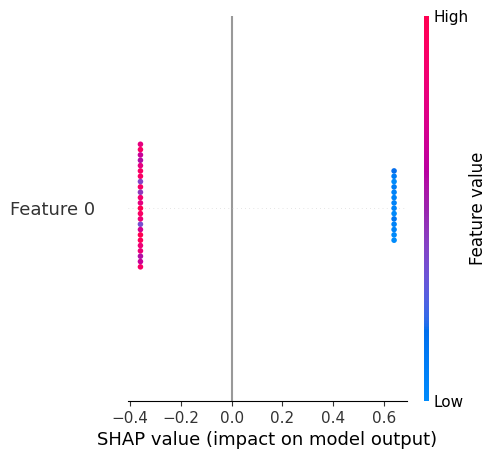 High
Feature 0
Feature value
Low
−0.4 −0.2 0.0 0.2 0.4 0.6
SHAP value (impact on model output)